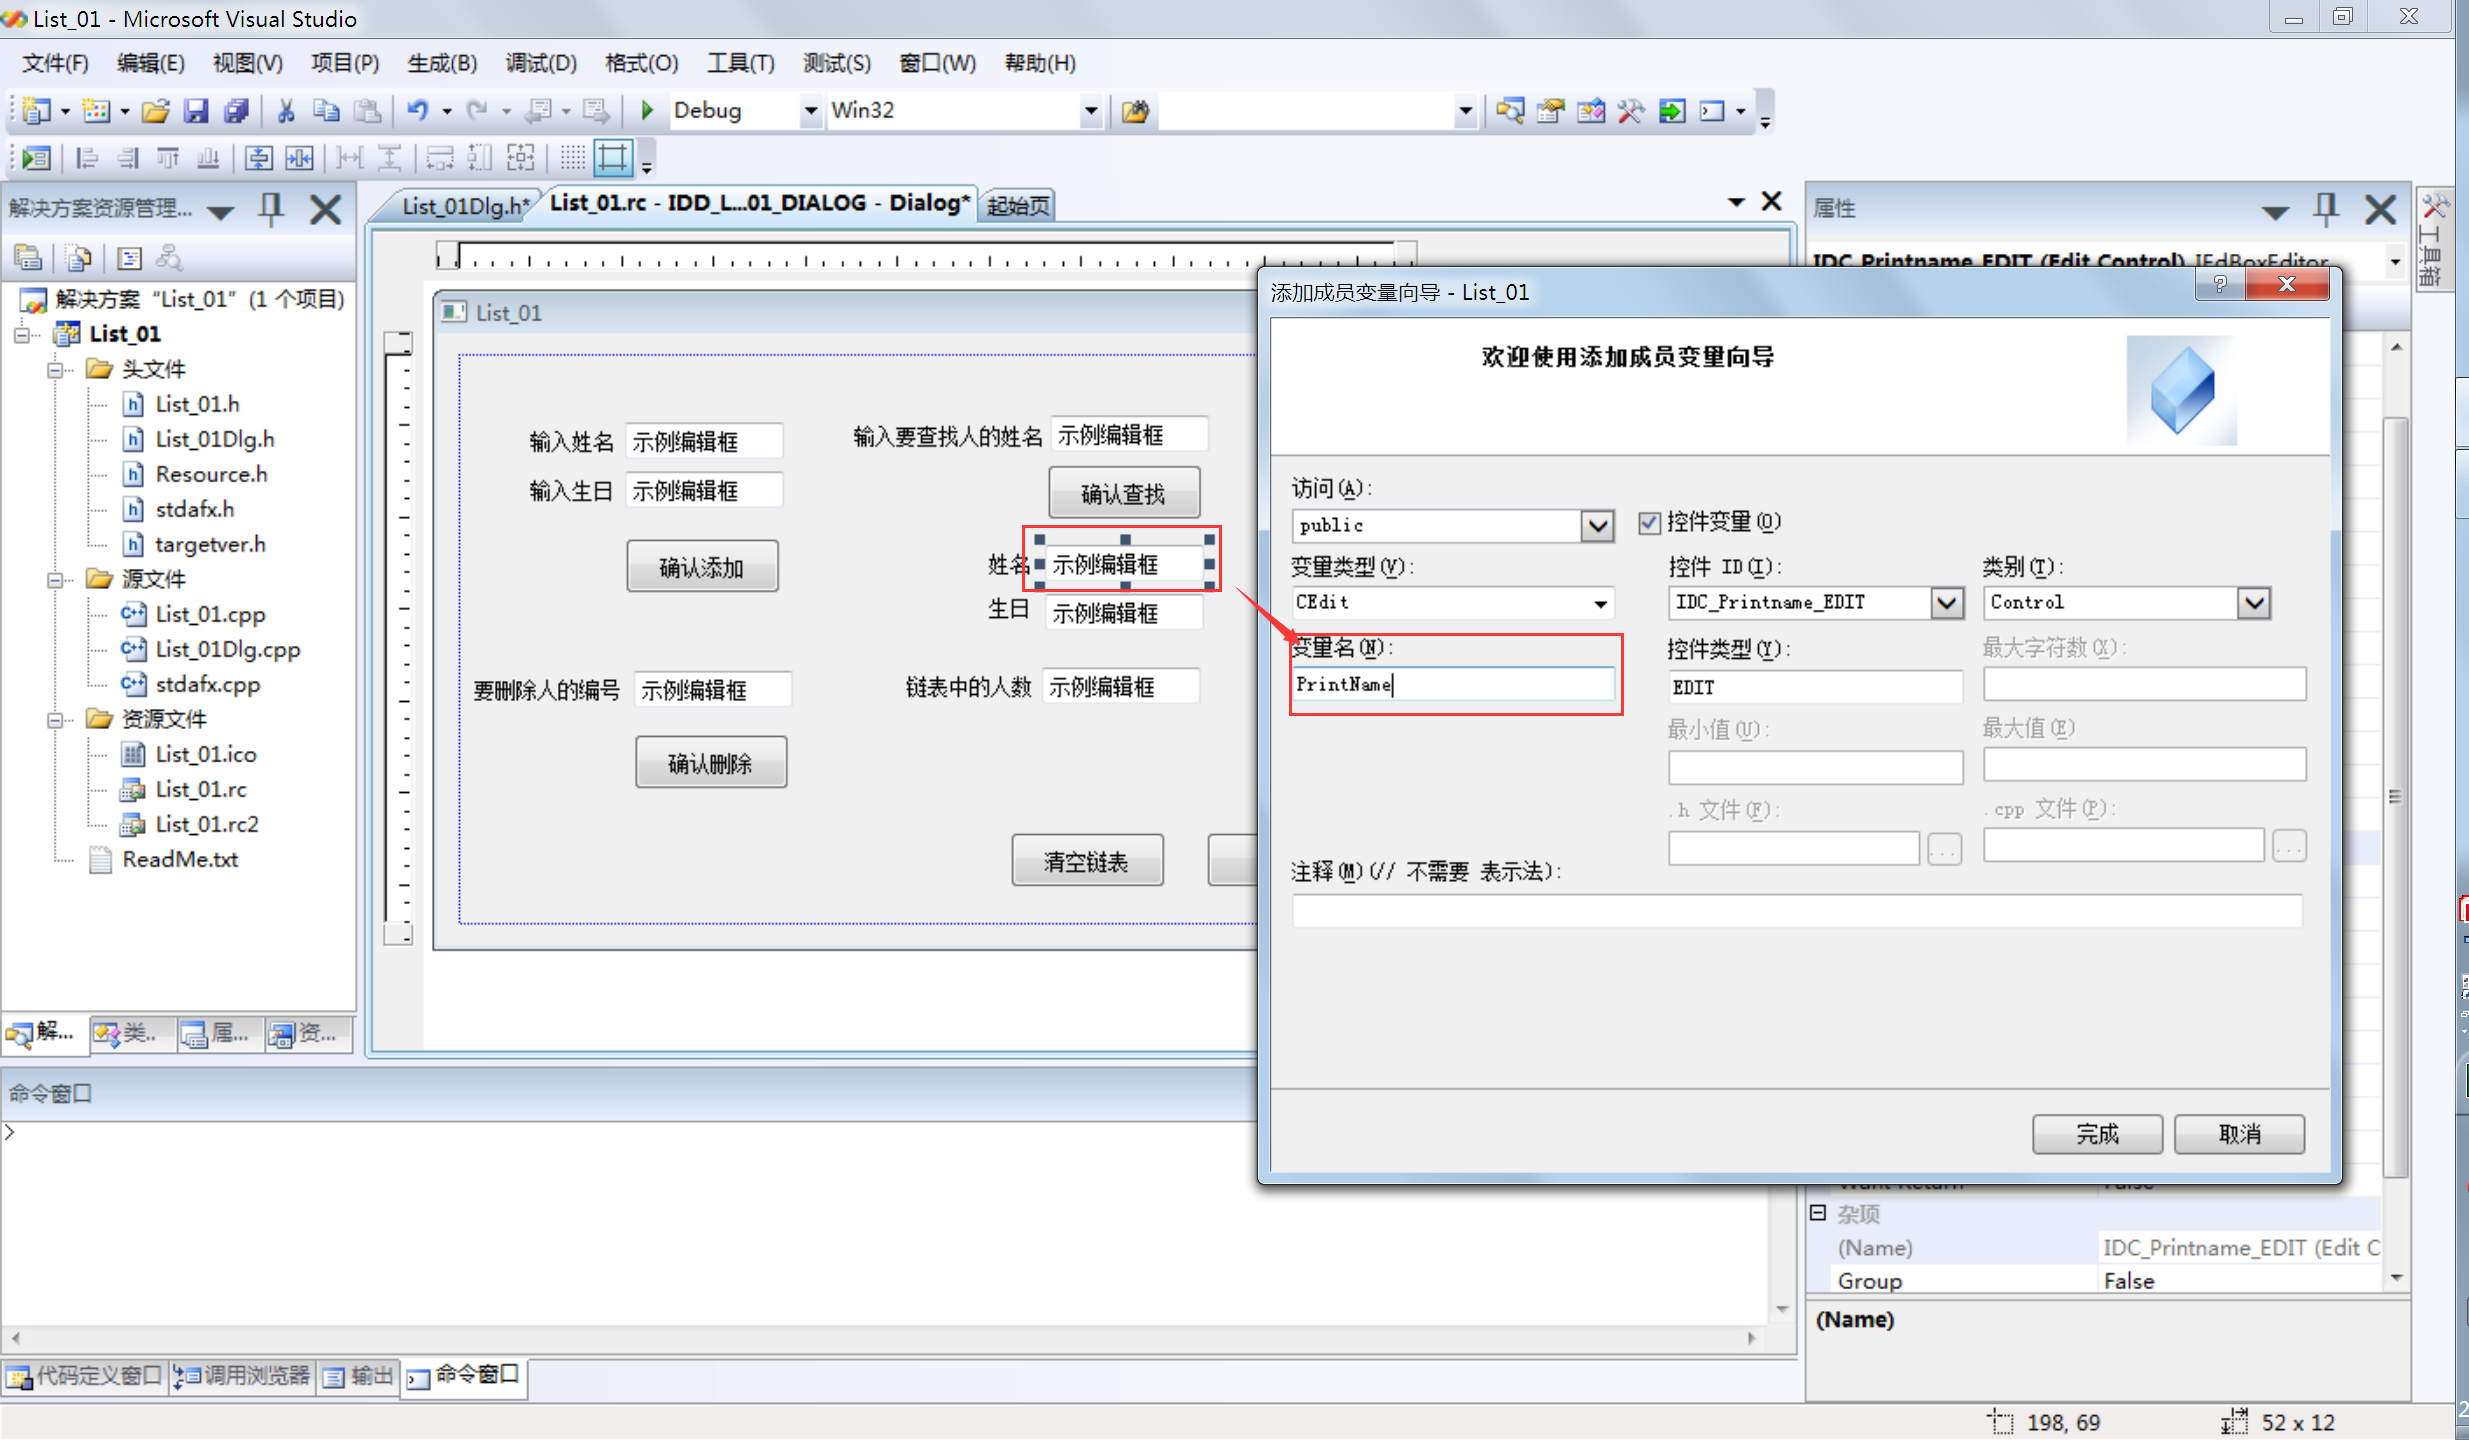 List_01 - Microsoft Visual Studio
文件(F) 编辑(E) 视图(V) 项目(P) 生成(B) 调试(D) 格式(O) 工具(T) 测试(S) 窗口(W) 帮助(H)
Debug Win32
解决方案资源管理...
List_01Dlg.h* List_01.rc - IDD_L...01_DIALOG - Dialog* 起始页
属性
工具箱
IDC_Printname_EDIT (Edit Control) IEdBoxEditor
解决方案 “List_01” (1 个项目)
List_01
头文件
List_01.h
List_01Dlg.h
Resource.h
stdafx.h
targetver.h
源文件
List_01.cpp
List_01Dlg.cpp
stdafx.cpp
资源文件
List_01.ico
List_01.rc
List_01.rc2
ReadMe.txt
解... 类.. 属... 资...
List_01
输入姓名 示例编辑框 输入要查找人的姓名 示例编辑框
输入生日 示例编辑框 确认查找
确认添加 姓名 示例编辑框
生日 示例编辑框
要删除人的编号 示例编辑框 链表中的人数 示例编辑框
确认删除
清空链表
添加成员变量向导 - List_01
欢迎使用添加成员变量向导
访问(A):
public 控件变量(O)
变量类型(V): 控件 ID(I): 类别(T):
CEdit IDC_Printname_EDIT Control
变量名(N): 控件类型(Y): 最大字符数(X):
PrintName EDIT
最小值(U): 最大值(E)
.h 文件(F): .cpp 文件(P):
... ...
注释(M)(// 不需要 表示法):
完成 取消
命令窗口
>
Want Return False
杂项
(Name) IDC_Printname_EDIT (Edit C
Group False
(Name)
代码定义窗口 调用浏览器 输出 命令窗口
198, 69 52 x 12